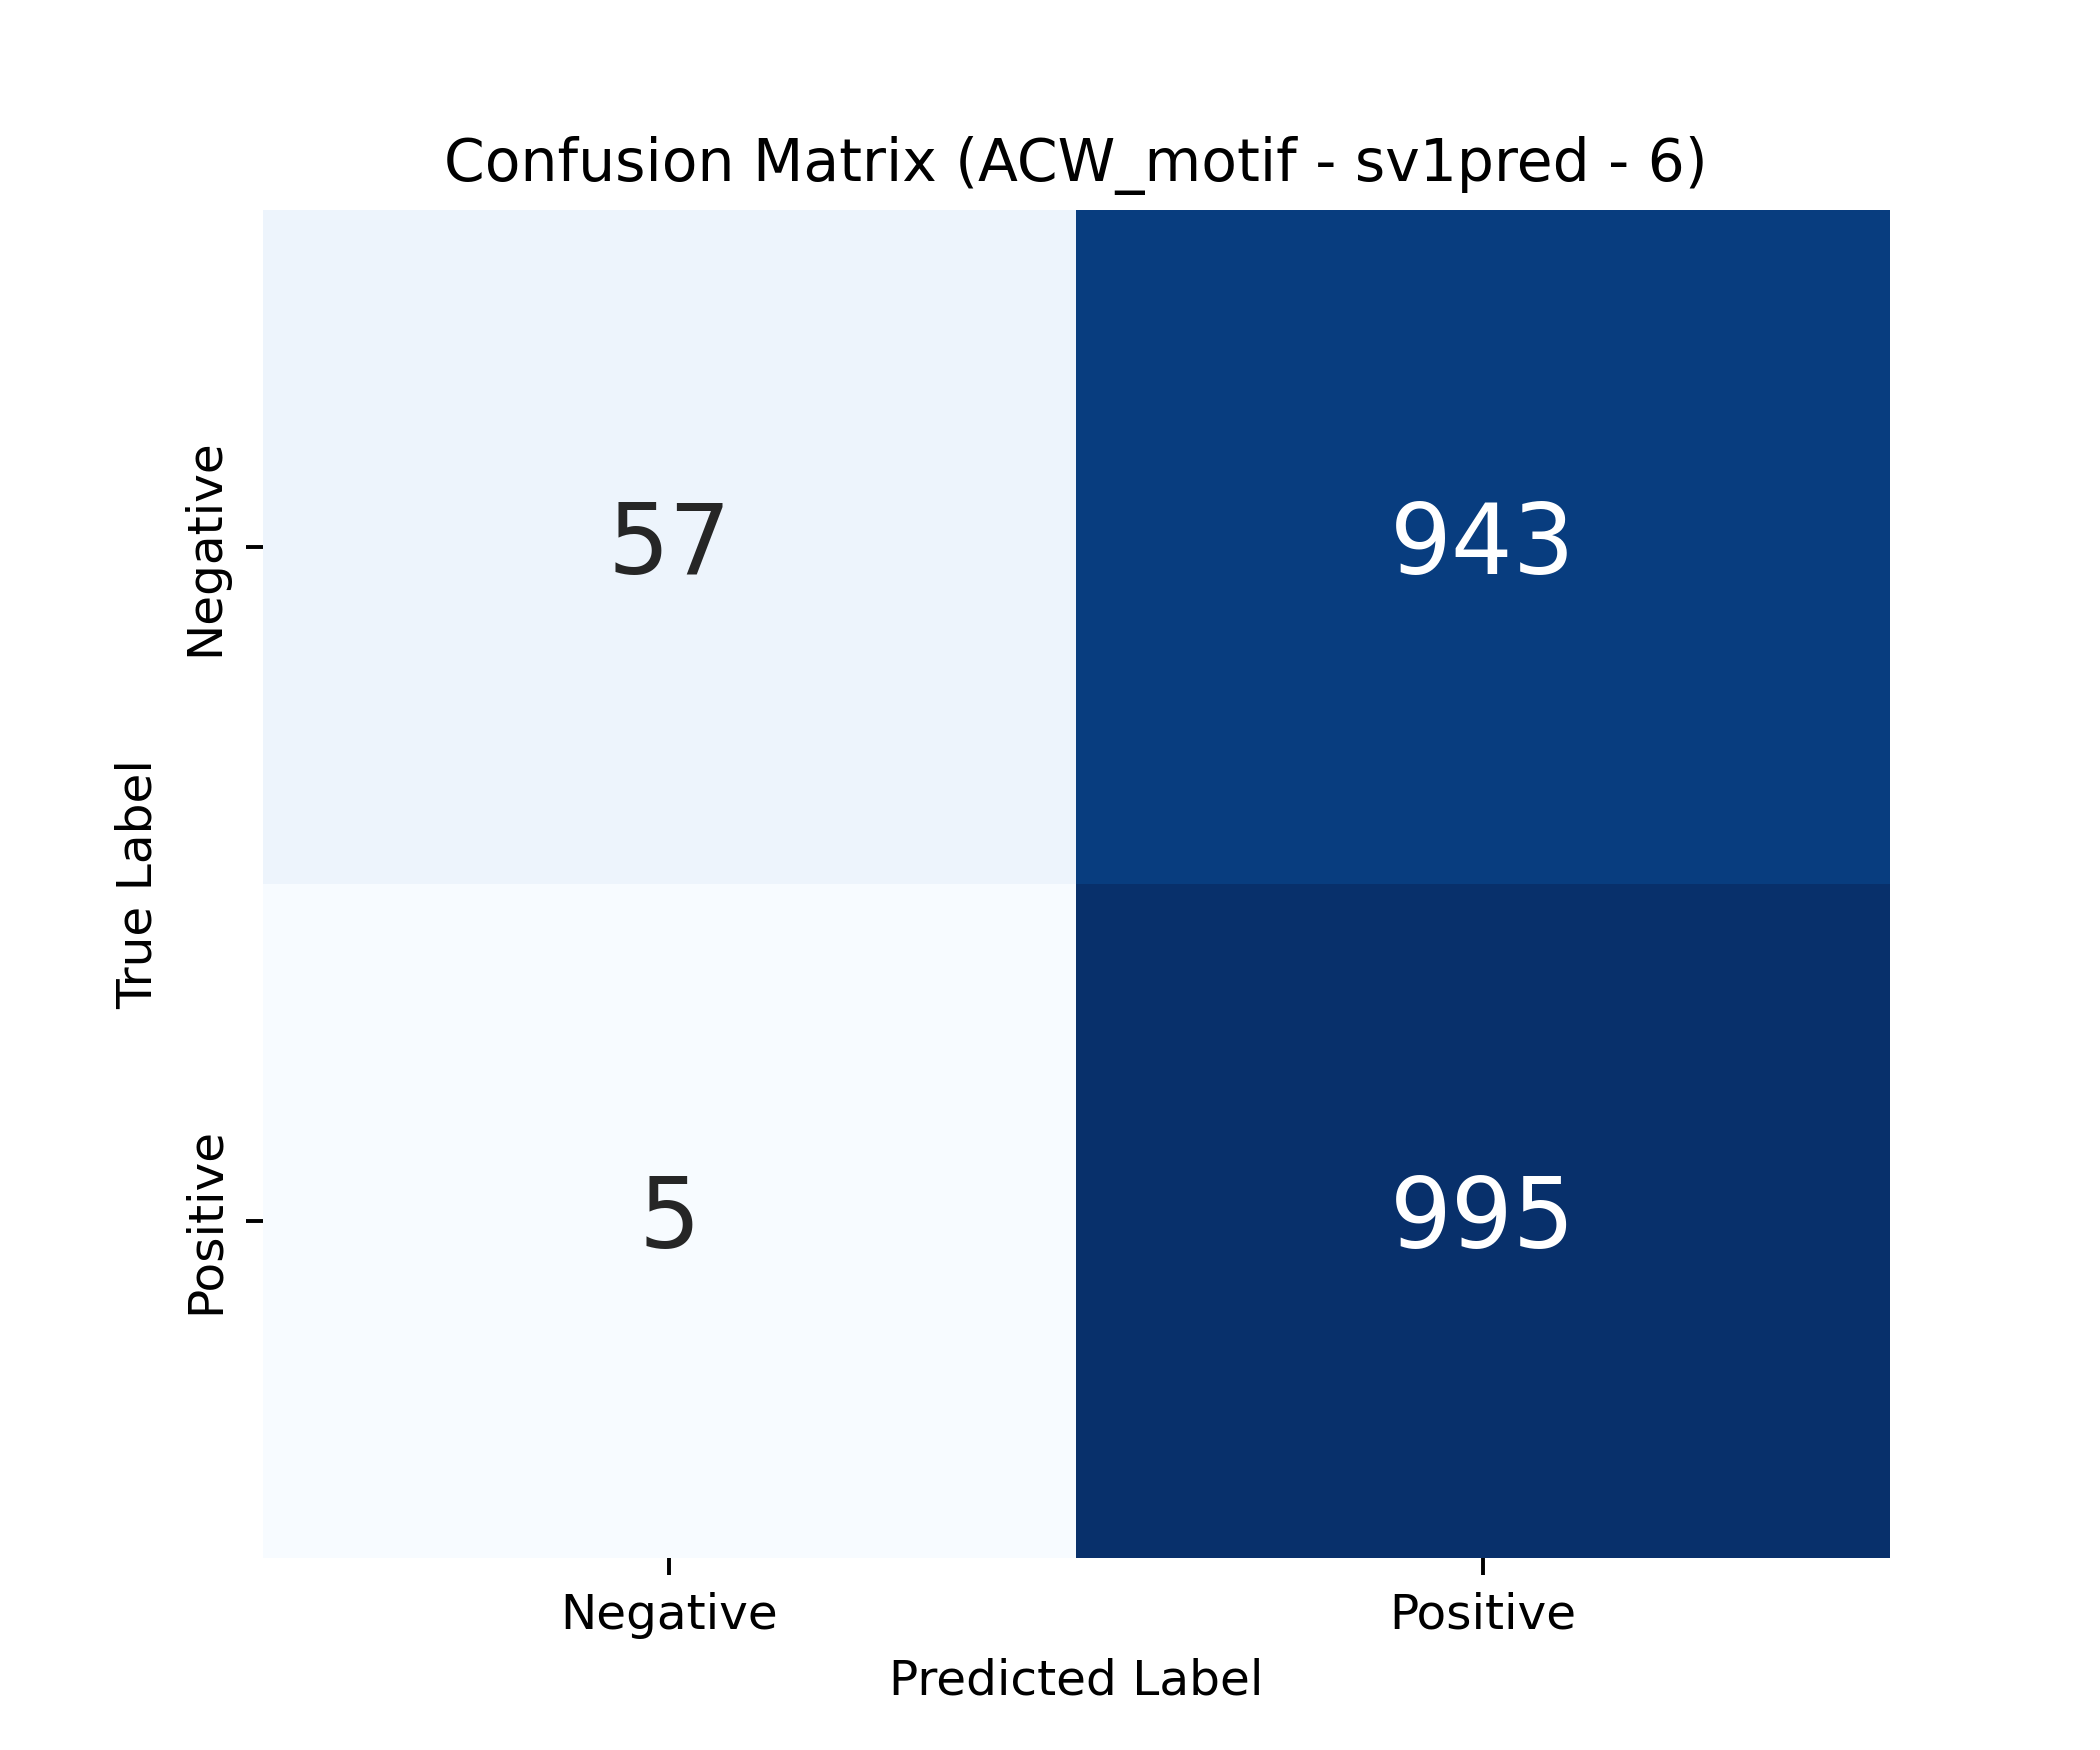 Confusion Matrix (ACW_motif - sv1pred - 6)
True Label
Negative
57
943
Positive
5
995
Negative
Positive
Predicted Label